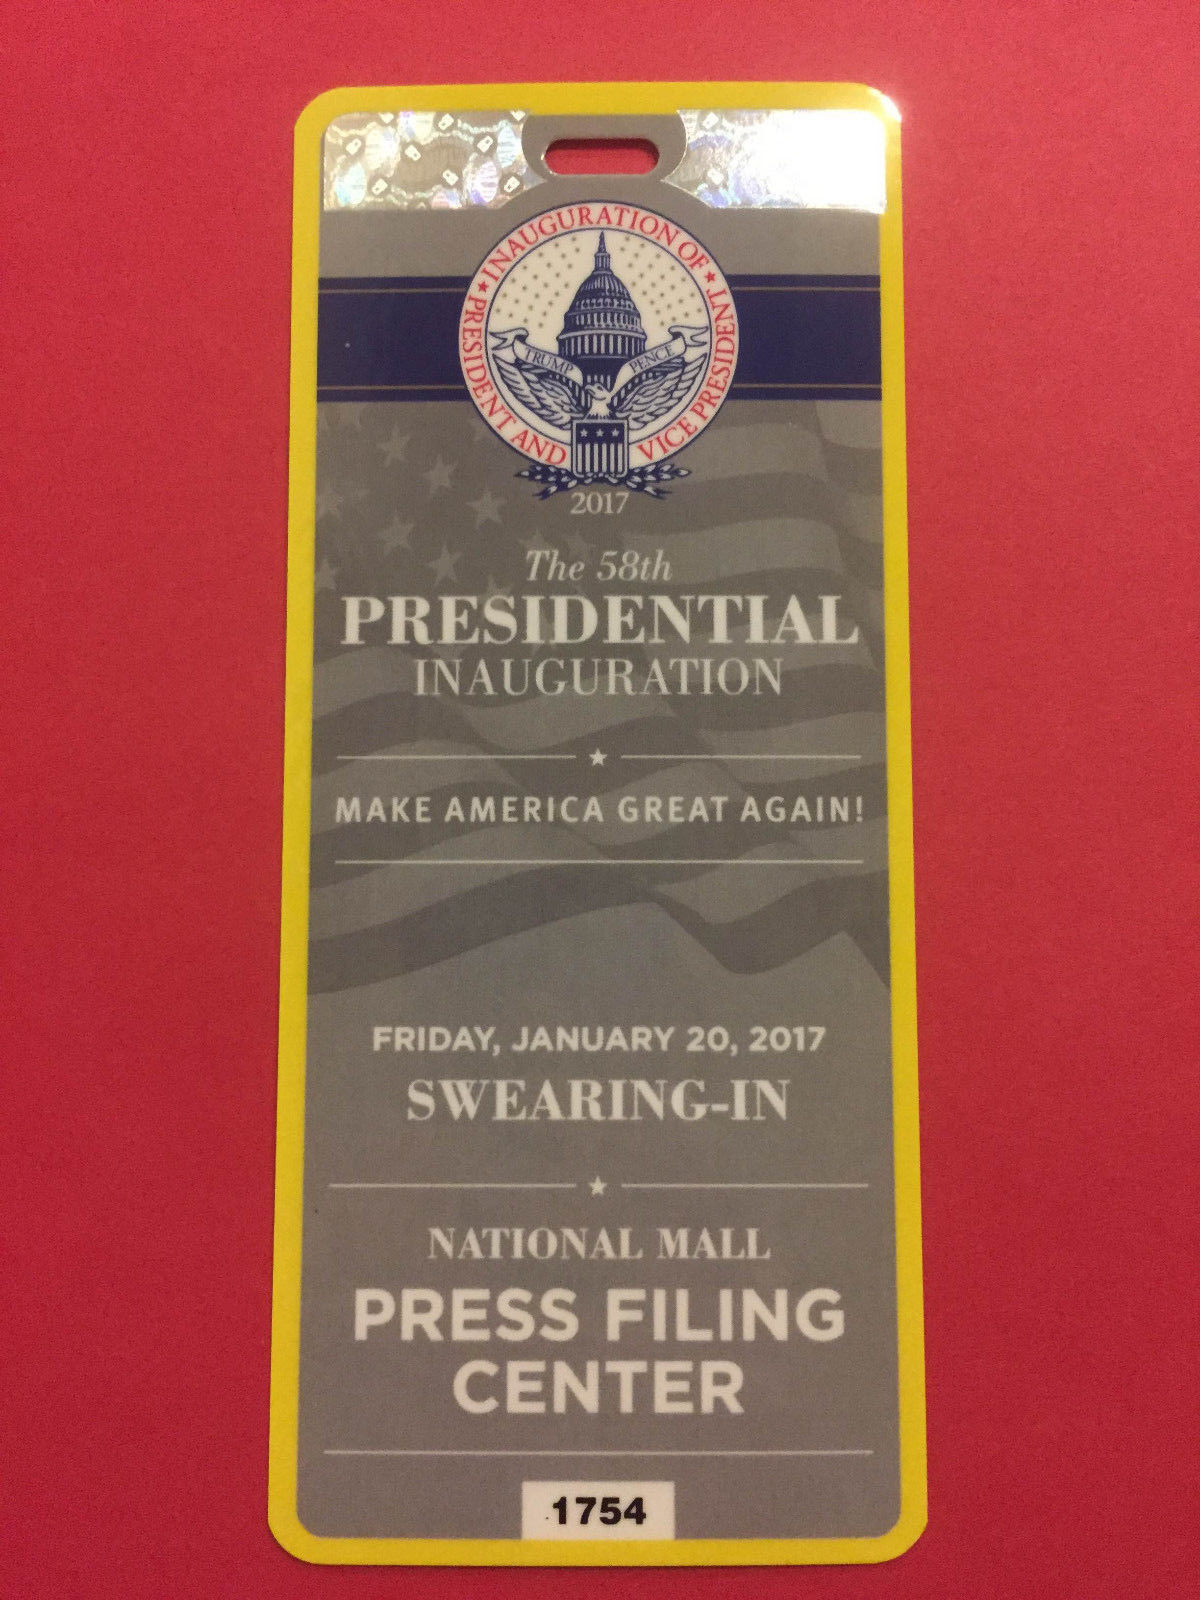 INAUGURATION OF
PRESIDENT AND
VICE PRESIDENT
TRUMP
PENCE
2017
The 58th
PRESIDENTIAL
INAUGURATION
MAKE AMERICA GREAT AGAIN!
FRIDAY, JANUARY 20, 2017
SWEARING-IN
NATIONAL MALL
PRESS FILING
CENTER
1754